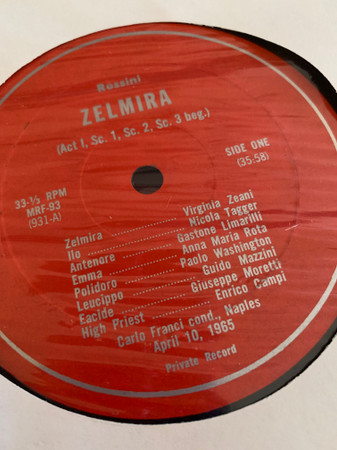 Rossini
ZELMIRA
(Act I, Sc. 1, Sc. 2, Sc. 3 beg.)
33-⅓ RPM
MRF-93
(931-A)
SIDE ONE
(35:58)
Zelmira .......... Virginia Zeani
Ilo .......... Nicola Tagger
Antenore .......... Gastone Limarilli
Emma .......... Anna Maria Rota
Polidoro .......... Paolo Washington
Leucippo .......... Guido Mazzini
Eacide .......... Giuseppe Moretti
High Priest .......... Enrico Campi
Carlo Franci cond., Naples
April 10, 1965
Private Record